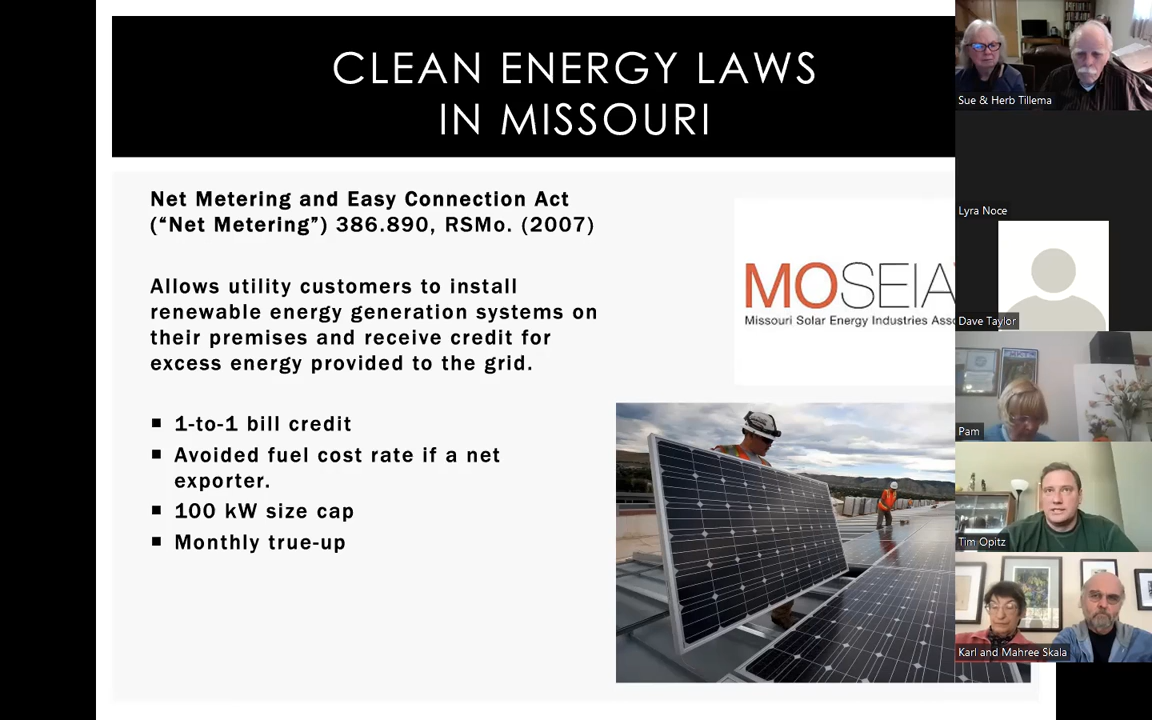 CLEAN ENERGY LAWS
IN MISSOURI
Net Metering and Easy Connection Act
(“Net Metering”) 386.890, RSMo. (2007)
Allows utility customers to install
renewable energy generation systems on
their premises and receive credit for
excess energy provided to the grid.
▪ 1-to-1 bill credit
▪ Avoided fuel cost rate if a net
exporter.
▪ 100 kW size cap
▪ Monthly true-up
MOSEIA
Missouri Solar Energy Industries Asso
Sue & Herb Tillema
Lyra Noce
Dave Taylor
Pam
Tim Opitz
Karl and Mahree Skala